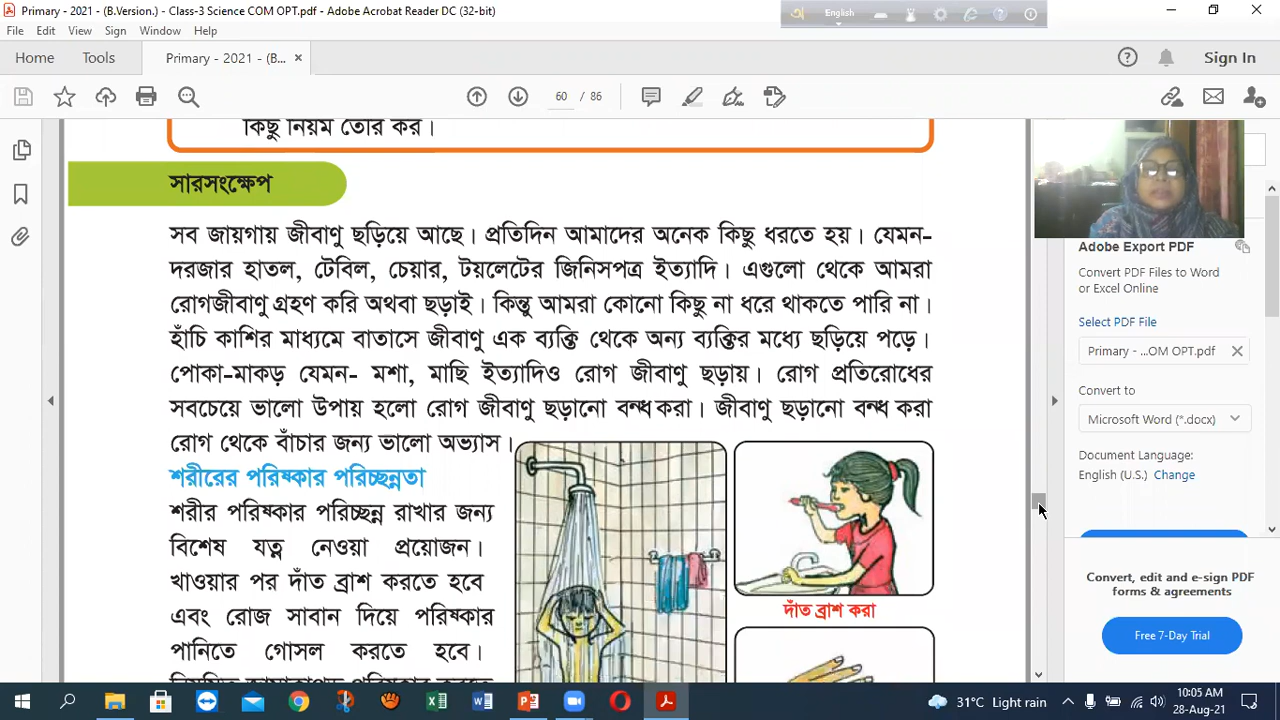 Primary - 2021 - (B.Version.) - Class-3 Science COM OPT.pdf - Adobe Acrobat Reader DC (32-bit)
English
File Edit View Sign Window Help
Home Tools Primary - 2021 - (B... × Sign In
60 / 86
কিছু নিয়ম তৈরি কর।
সারসংক্ষেপ
সব জায়গায় জীবাণু ছড়িয়ে আছে। প্রতিদিন আমাদের অনেক কিছু ধরতে হয়। যেমন-
দরজার হাতল, টেবিল, চেয়ার, টয়লেটের জিনিসপত্র ইত্যাদি। এগুলো থেকে আমরা
রোগজীবাণু গ্রহণ করি অথবা ছড়াই। কিন্তু আমরা কোনো কিছু না ধরে থাকতে পারি না।
হাঁচি কাশির মাধ্যমে বাতাসে জীবাণু এক ব্যক্তি থেকে অন্য ব্যক্তির মধ্যে ছড়িয়ে পড়ে।
পোকা-মাকড় যেমন- মশা, মাছি ইত্যাদিও রোগ জীবাণু ছড়ায়। রোগ প্রতিরোধের
সবচেয়ে ভালো উপায় হলো রোগ জীবাণু ছড়ানো বন্ধ করা। জীবাণু ছড়ানো বন্ধ করা
রোগ থেকে বাঁচার জন্য ভালো অভ্যাস।
শরীরের পরিষ্কার পরিচ্ছন্নতা
শরীর পরিষ্কার পরিচ্ছন্ন রাখার জন্য
বিশেষ যত্ন নেওয়া প্রয়োজন।
খাওয়ার পর দাঁত ব্রাশ করতে হবে
এবং রোজ সাবান দিয়ে পরিষ্কার
পানিতে গোসল করতে হবে।
দাঁত ব্রাশ করা
Adobe Export PDF
Convert PDF Files to Word
or Excel Online
Select PDF File
Primary - ...OM OPT.pdf
Convert to
Microsoft Word (*.docx)
Document Language:
English (U.S.) Change
Convert, edit and e-sign PDF
forms & agreements
Free 7-Day Trial
31°C Light rain
10:05 AM
28-Aug-21